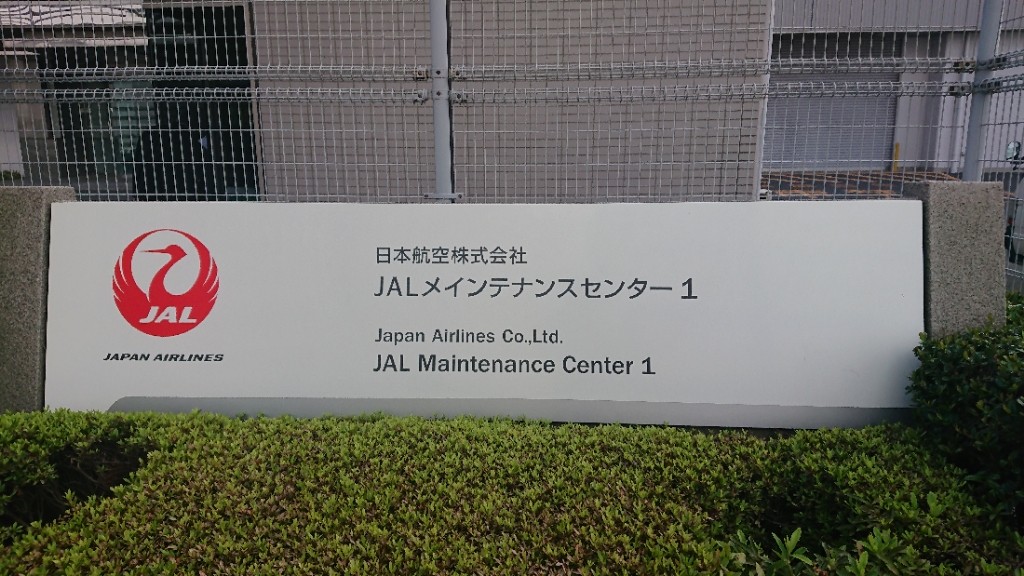 JAL
JAPAN AIRLINES
日本航空株式会社
JALメインテナンスセンター1
Japan Airlines Co.,Ltd.
JAL Maintenance Center 1